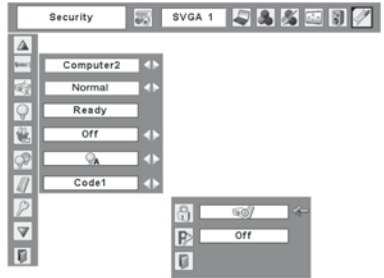 Security SVGA 1
Computer2
Normal
Ready
Off
A
Code1
P Off